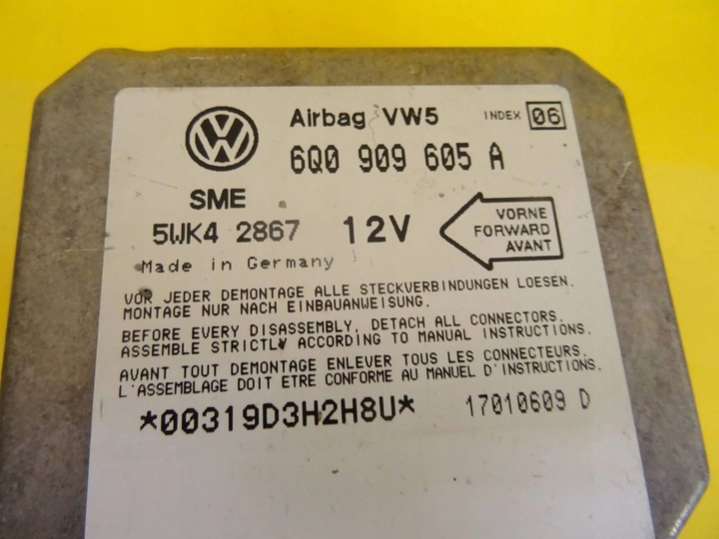 Airbag VW5 INDEX 06
6Q0 909 605 A
SME
5WK4 2867 12V
VORNE
FORWARD
AVANT
Made in Germany
VOR JEDER DEMONTAGE ALLE STECKVERBINDUNGEN LOESEN.
MONTAGE NUR NACH EINBAUANWEISUNG.
BEFORE EVERY DISASSEMBLY, DETACH ALL CONNECTORS.
ASSEMBLE STRICTLY ACCORDING TO MANUAL INSTRUCTIONS.
AVANT TOUT DEMONTAGE ENLEVER TOUS LES CONNECTEURS.
L'ASSEMBLAGE DOIT ETRE CONFORME AU MANUEL D'INSTRUCTIONS.
*00319D3H2H8U* 17010609 D